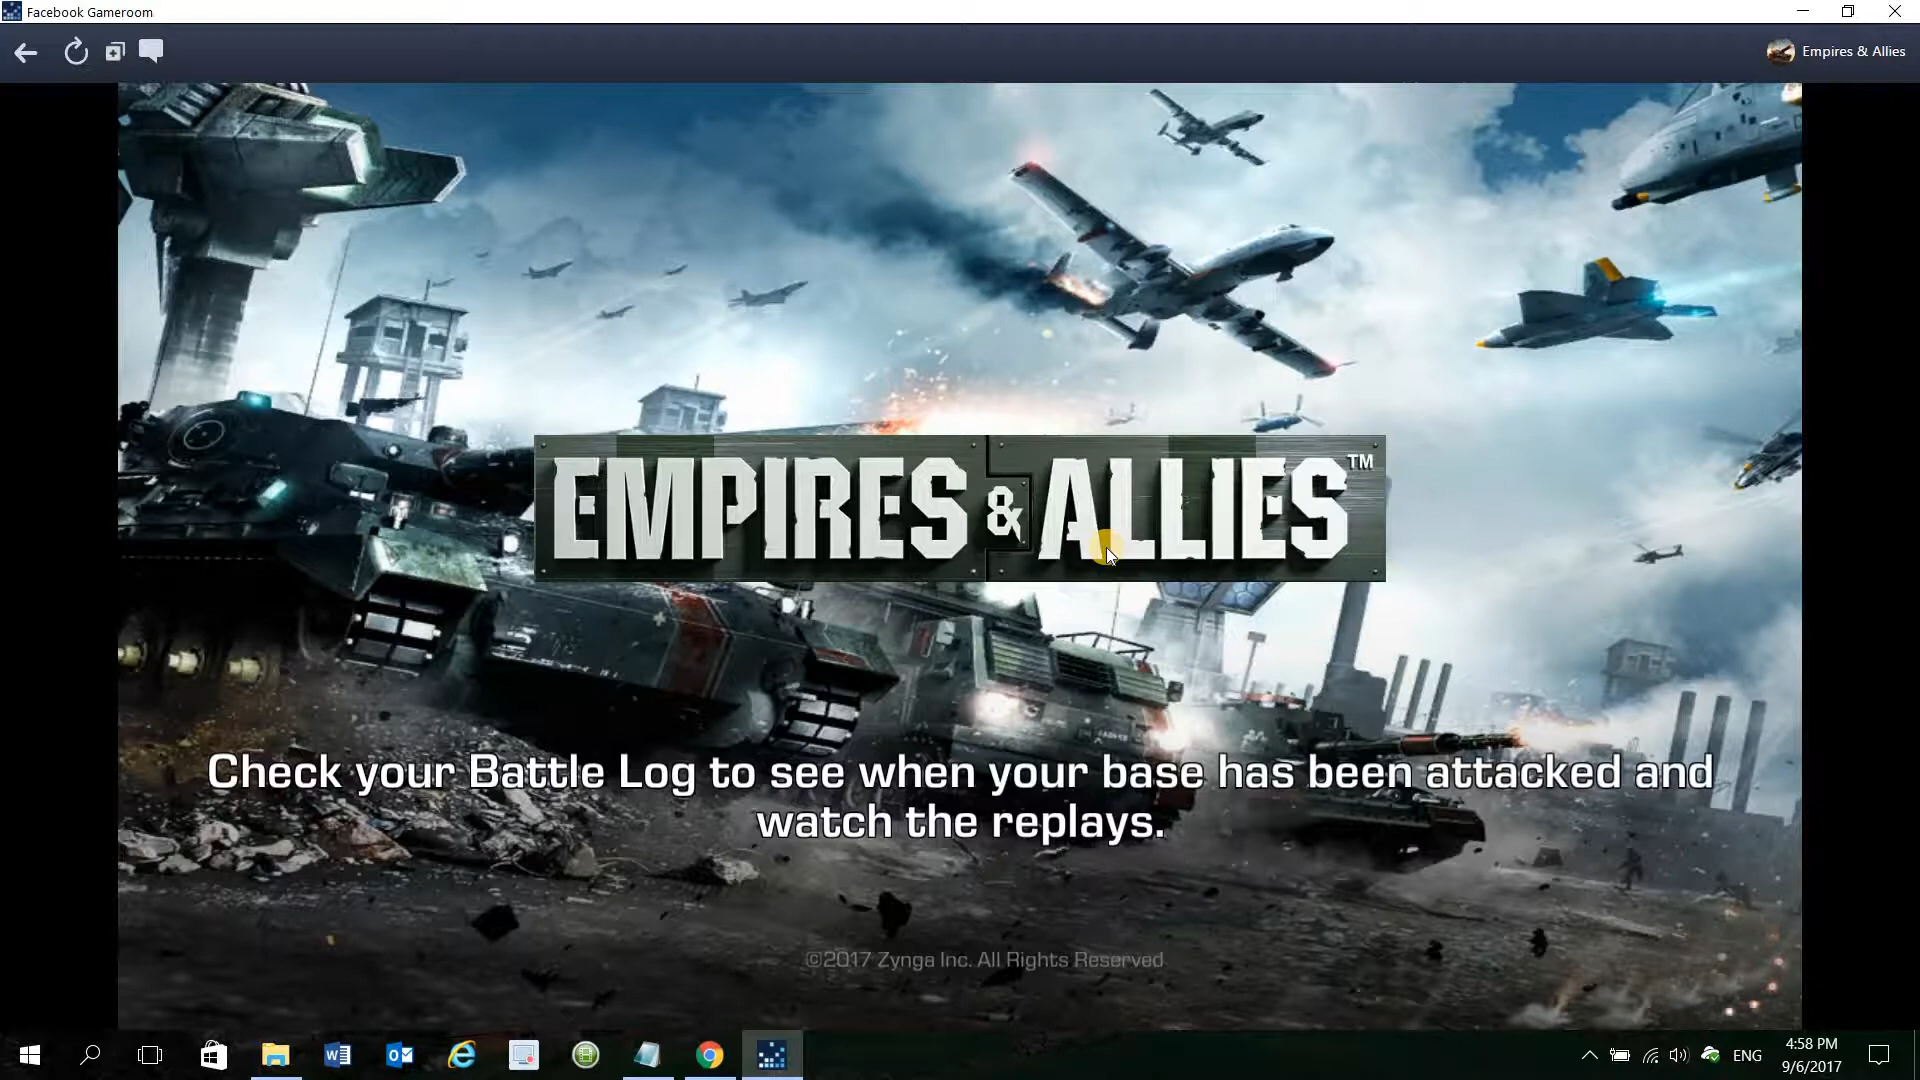 Facebook Gameroom
Empires & Allies
EMPIRES & ALLIES™
Check your Battle Log to see when your base has been attacked and
watch the replays.
©2017 Zynga Inc. All Rights Reserved
ENG
4:58 PM
9/6/2017